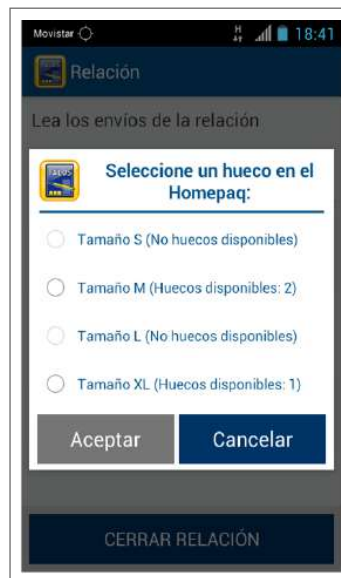 Movistar H 18:41
Relación
Lea los envíos de la relación
Seleccione un hueco en el
Homepaq:
Tamaño S (No huecos disponibles)
Tamaño M (Huecos disponibles: 2)
Tamaño L (No huecos disponibles)
Tamaño XL (Huecos disponibles: 1)
Aceptar Cancelar
CERRAR RELACIÓN